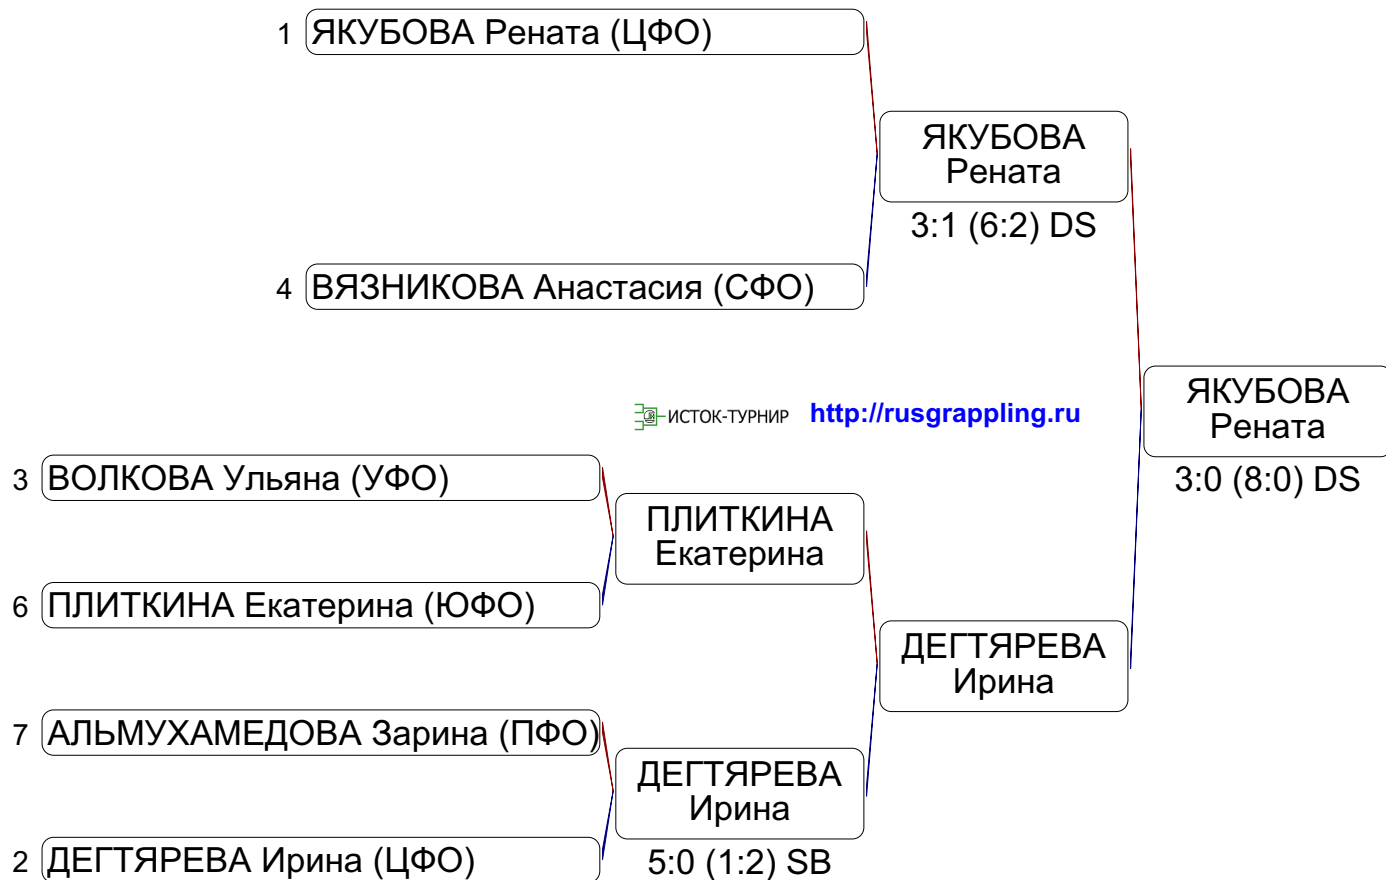 1 ЯКУБОВА Рената (ЦФО)
ЯКУБОВА
Рената
3:1 (6:2) DS
4 ВЯЗНИКОВА Анастасия (СФО)
ЯКУБОВА
Рената
3:0 (8:0) DS
ИСТОК-ТУРНИР http://rusgrappling.ru
3 ВОЛКОВА Ульяна (УФО)
ПЛИТКИНА
Екатерина
6 ПЛИТКИНА Екатерина (ЮФО)
ДЕГТЯРЕВА
Ирина
7 АЛЬМУХАМЕДОВА Зарина (ПФО)
ДЕГТЯРЕВА
Ирина
5:0 (1:2) SB
2 ДЕГТЯРЕВА Ирина (ЦФО)